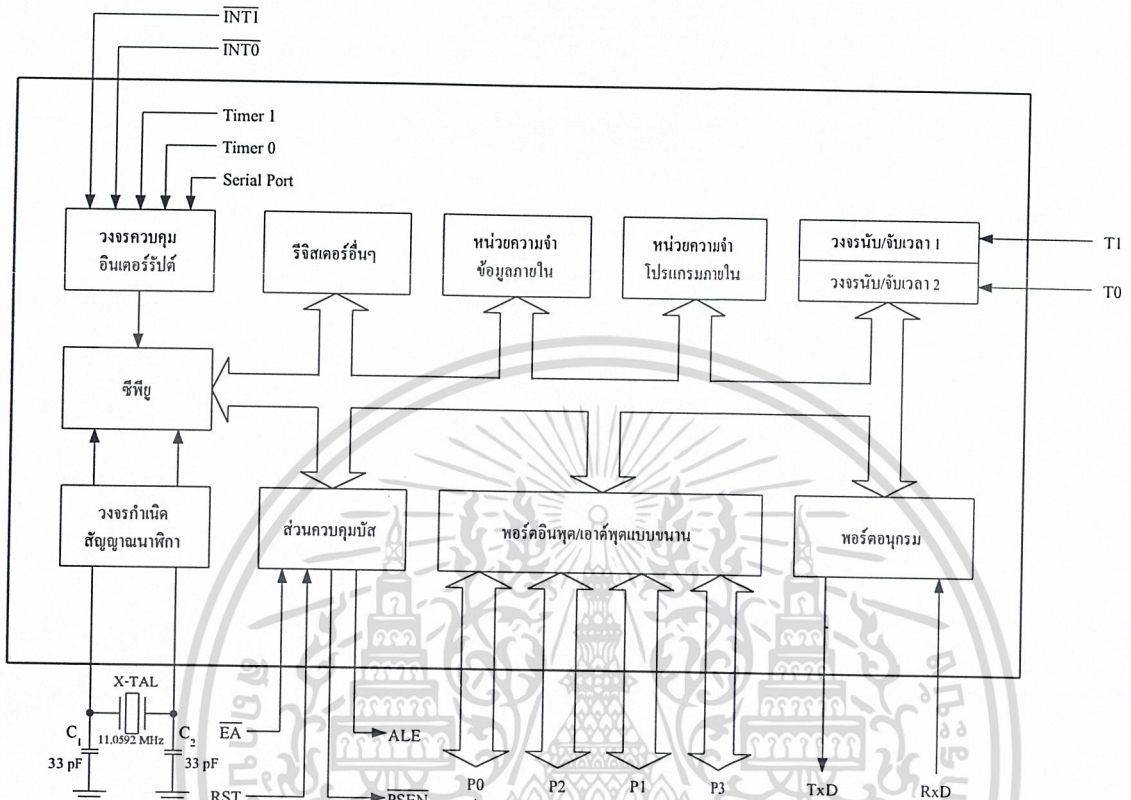 INT1
INT0
Timer 1
Timer 0
Serial Port
วงจรควบคุม
อินเตอร์รัปต์
รีจิสเตอร์อื่นๆ
หน่วยความจำ
ข้อมูลภายใน
หน่วยความจำ
โปรแกรมภายใน
วงจรนับ/จับเวลา 1
วงจรนับ/จับเวลา 2
T1
T0
ซีพียู
วงจรกำเนิด
สัญญาณนาฬิกา
ส่วนควบคุมบัส
พอร์ตอินพุต/เอาต์พุตแบบขนาน
พอร์ตอนุกรม
X-TAL
11.0592 MHz
C1
33 pF
C2
33 pF
EA
ALE
RST
PSEN
P0
P2
P1
P3
TxD
RxD